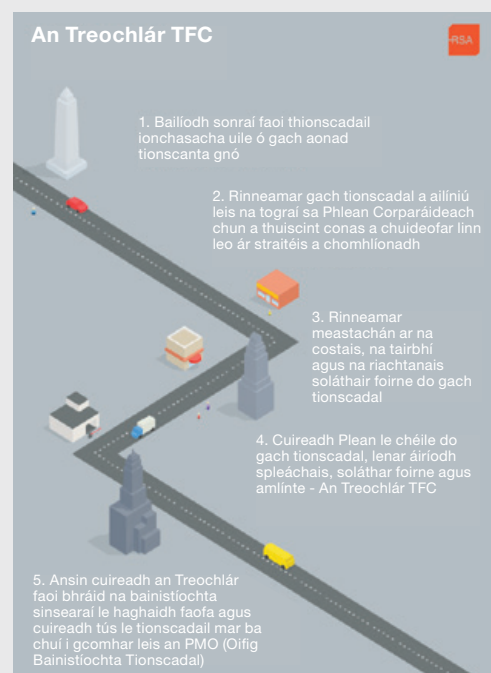 An Treochlár TFC
RSA
1. Bailíodh sonraí faoi thionscadail
ionchasacha uile ó gach aonad
tionscanta gnó
2. Rinneamar gach tionscadal a ailíniú
leis na tograí sa Phlean Corparáideach
chun a thuiscint conas a chuideofar linn
leo ár straitéis a chomhlíonadh
3. Rinneamar
meastachán ar na
costais, na tairbhí
agus na riachtanais
soláthair foirne do gach
tionscadal
4. Cuireadh Plean le chéile do
gach tionscadal, lenar áiríodh
spleáchais, soláthar foirne agus
amlínte - An Treochlár TFC
5. Ansin cuireadh an Treochlár
faoi bhráid na bainistíochta
sinsearaí le haghaidh faofa agus
cuireadh tús le tionscadail mar ba
chuí i gcomhar leis an PMO (Oifig
Bainistíochta Tionscadal)